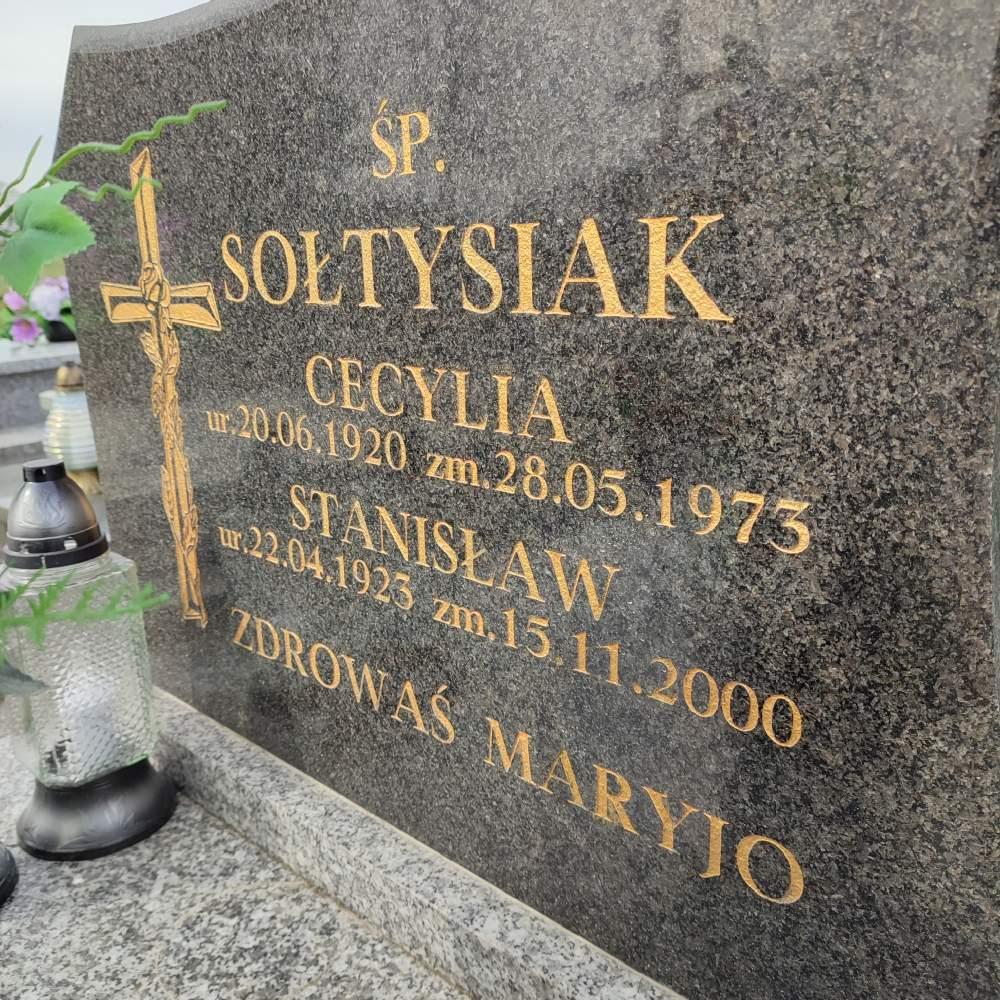 ŚP.
SOŁTYSIAK
CECYLIA
ur.20.06.1920 zm.28.05.1973
STANISŁAW
ur.22.04.1923 zm.15.11.2000
ZDROWAŚ MARYJO